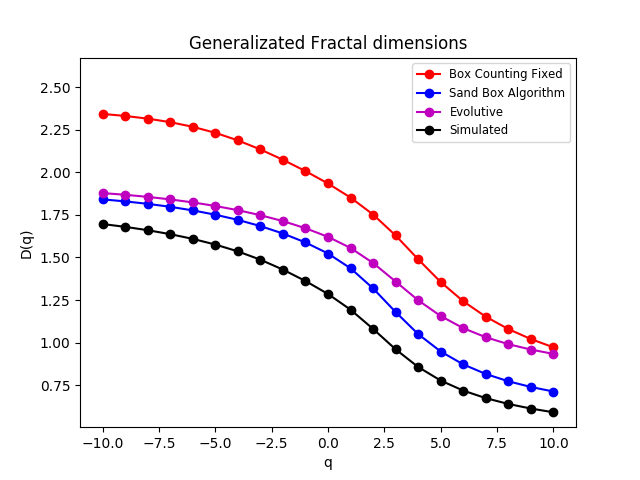 Generalizated Fractal dimensions
Box Counting Fixed
Sand Box Algorithm
Evolutive
Simulated
D(q)
2.50
2.25
2.00
1.75
1.50
1.25
1.00
0.75
−10.0 −7.5 −5.0 −2.5 0.0 2.5 5.0 7.5 10.0
q